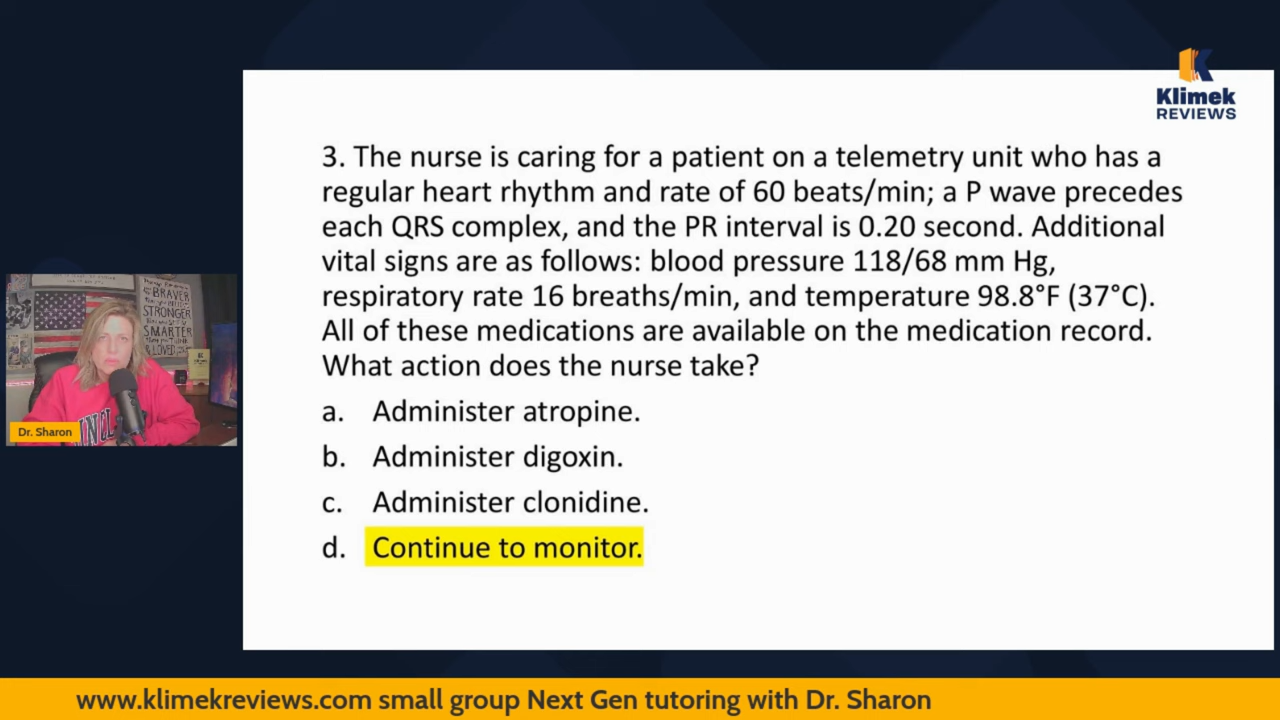 Klimek
REVIEWS
3. The nurse is caring for a patient on a telemetry unit who has a
regular heart rhythm and rate of 60 beats/min; a P wave precedes
each QRS complex, and the PR interval is 0.20 second. Additional
vital signs are as follows: blood pressure 118/68 mm Hg,
respiratory rate 16 breaths/min, and temperature 98.8°F (37°C).
All of these medications are available on the medication record.
What action does the nurse take?
a. Administer atropine.
b. Administer digoxin.
c. Administer clonidine.
d. Continue to monitor.
BRAVER
STRONGER
SMARTER
& LOVED
Dr. Sharon
www.klimekreviews.com small group Next Gen tutoring with Dr. Sharon